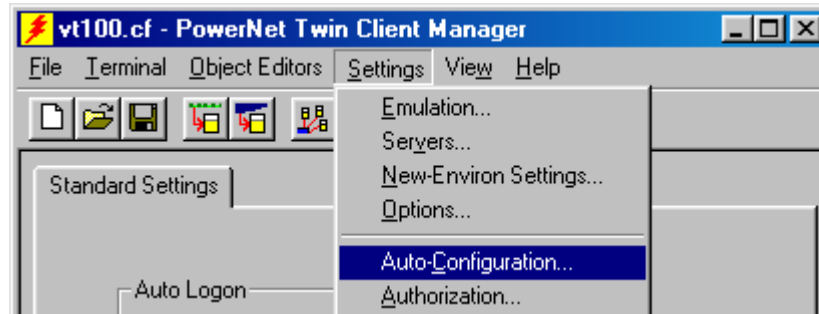 vt100.cf - PowerNet Twin Client Manager
File Terminal Object Editors Settings View Help
Emulation...
Servers...
New-Environ Settings...
Options...
Auto-Configuration...
Authorization...
Standard Settings
Auto Logon